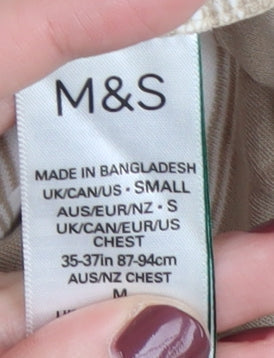 M&S
MADE IN BANGLADESH
UK/CAN/US • SMALL
AUS/EUR/NZ • S
UK/CAN/EUR/US
CHEST
35-37in 87-94cm
AUS/NZ CHEST
M